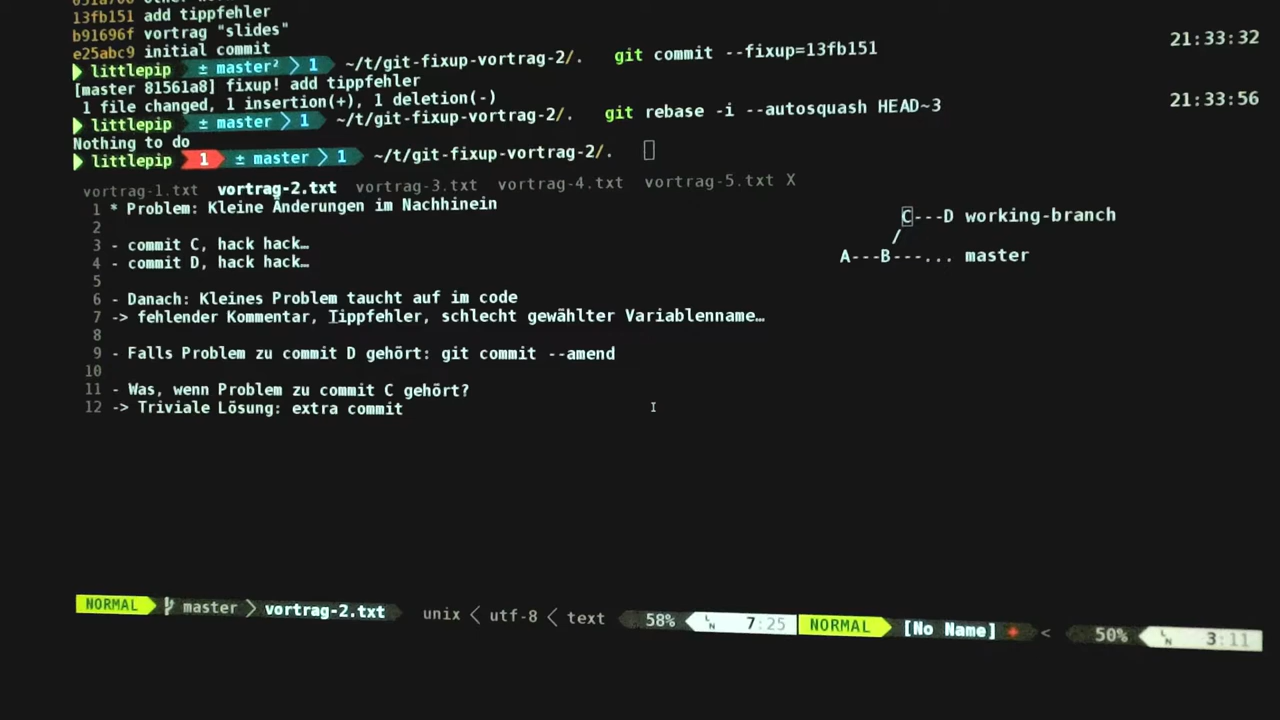 13fb151 add tippfehler
b91696f vortrag "slides"
e25abc9 initial commit
littlepip ± master² 1 ~/t/git-fixup-vortrag-2/. git commit --fixup=13fb151 21:33:32
[master 81561a8] fixup! add tippfehler
1 file changed, 1 insertion(+), 1 deletion(-)
littlepip ± master 1 ~/t/git-fixup-vortrag-2/. git rebase -i --autosquash HEAD~3 21:33:56
Nothing to do
littlepip 1 ± master 1 ~/t/git-fixup-vortrag-2/.
vortrag-1.txt vortrag-2.txt vortrag-3.txt vortrag-4.txt vortrag-5.txt X
1 * Problem: Kleine Änderungen im Nachhinein
2
3 - commit C, hack hack…
4 - commit D, hack hack…
5
6 - Danach: Kleines Problem taucht auf im code
7 -> fehlender Kommentar, Tippfehler, schlecht gewählter Variablenname…
8
9 - Falls Problem zu commit D gehört: git commit --amend
10
11 - Was, wenn Problem zu commit C gehört?
12 -> Triviale Lösung: extra commit
C---D working-branch
/
A---B---... master
NORMAL master vortrag-2.txt unix < utf-8 < text 58% LN 7:25
NORMAL [No Name] < 50% LN 3:11